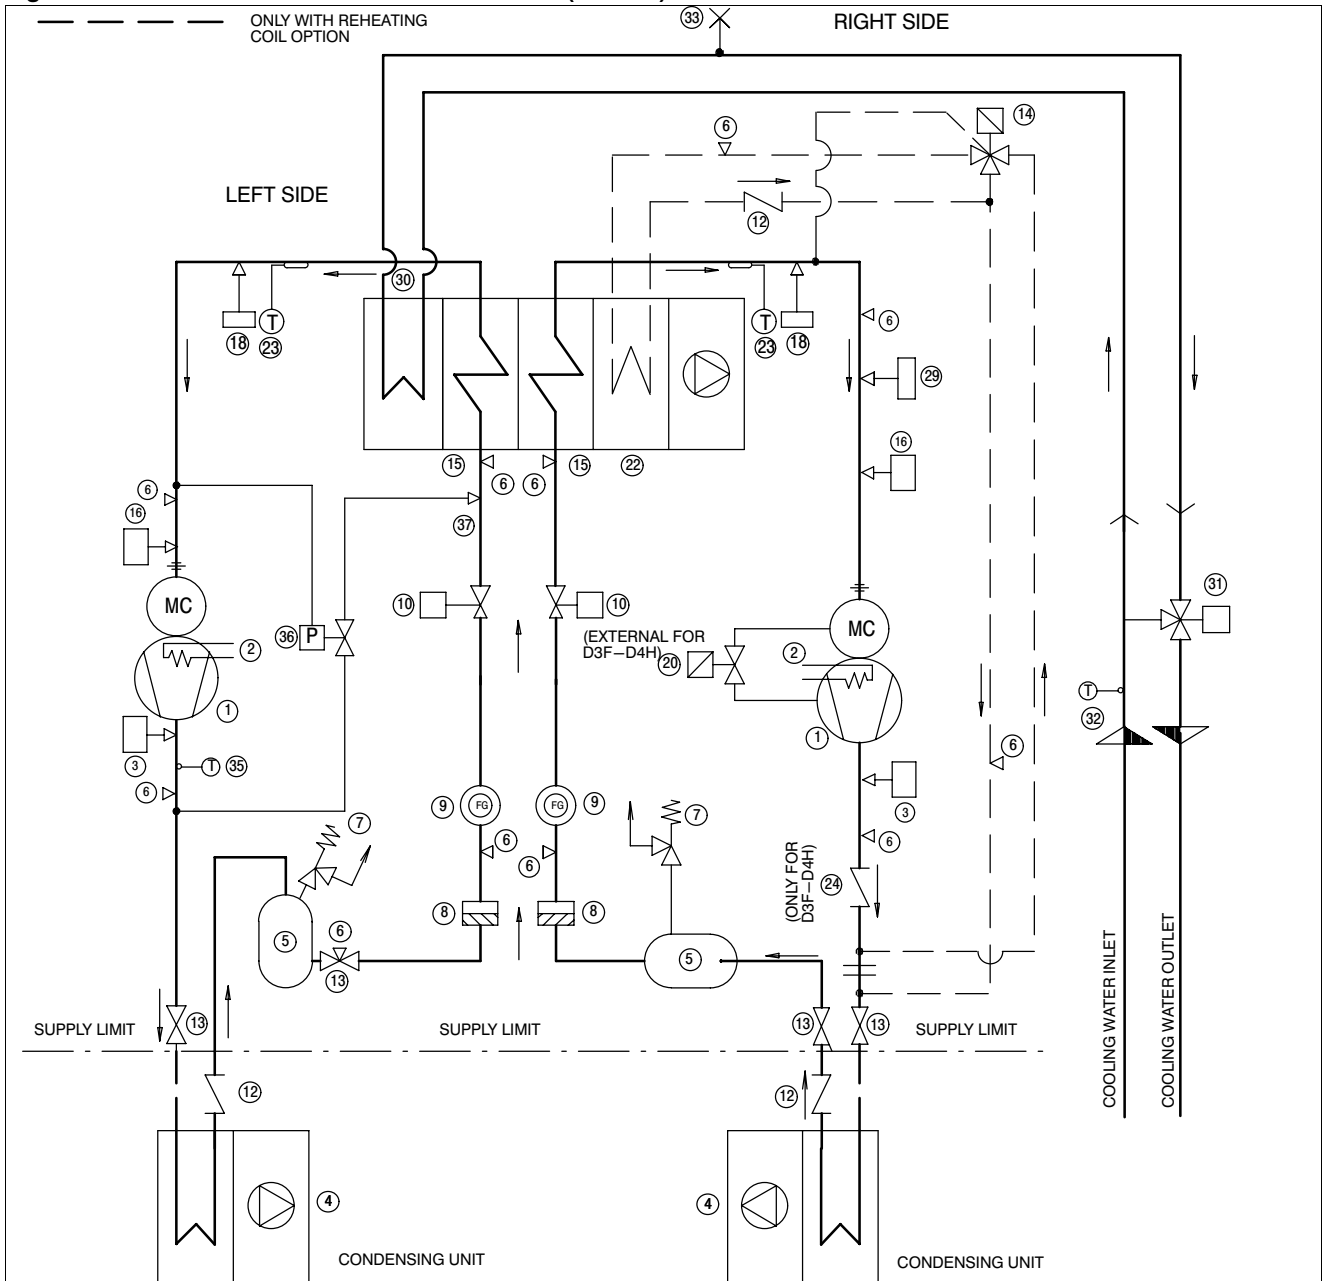 ONLY WITH REHEATING
COIL OPTION
33
RIGHT SIDE
14
6
LEFT SIDE
12
30
18
23
23
18
6
29
16
15
6
6
15
22
6
16
37
10
10
31
MC
MC
36
P
2
(EXTERNAL FOR
D3F–D4H)
20
2
1
1
T
32
3
T
35
6
3
6
9
FG
FG
9
7
7
6
6
6
(ONLY FOR
D3F–D4H)
24
8
8
5
6
13
5
COOLING WATER INLET
COOLING WATER OUTLET
SUPPLY LIMIT
13
SUPPLY LIMIT
13
13
SUPPLY LIMIT
12
12
4
4
CONDENSING UNIT
CONDENSING UNIT
T
T